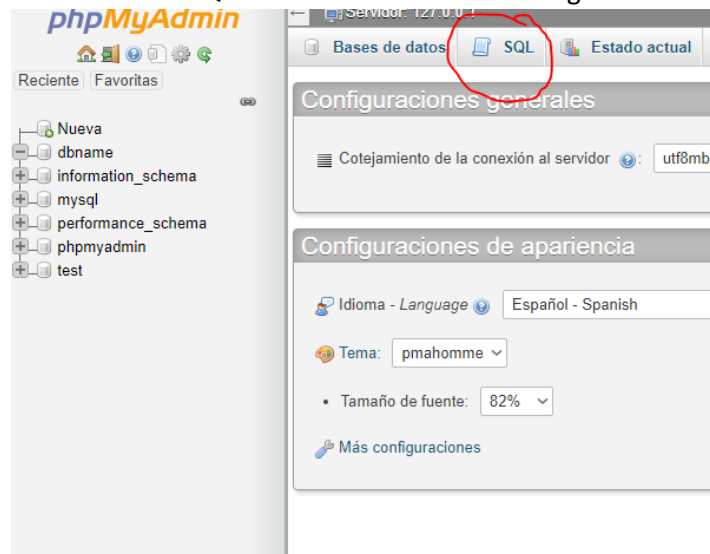 phpMyAdmin
Reciente Favoritas
Nueva
dbname
information_schema
mysql
performance_schema
phpmyadmin
test
Servidor: 127.0.0.1
Bases de datos SQL Estado actual
Configuraciones generales
Cotejamiento de la conexión al servidor : utf8mb
Configuraciones de apariencia
Idioma - Language Español - Spanish
Tema: pmahomme
• Tamaño de fuente: 82%
Más configuraciones